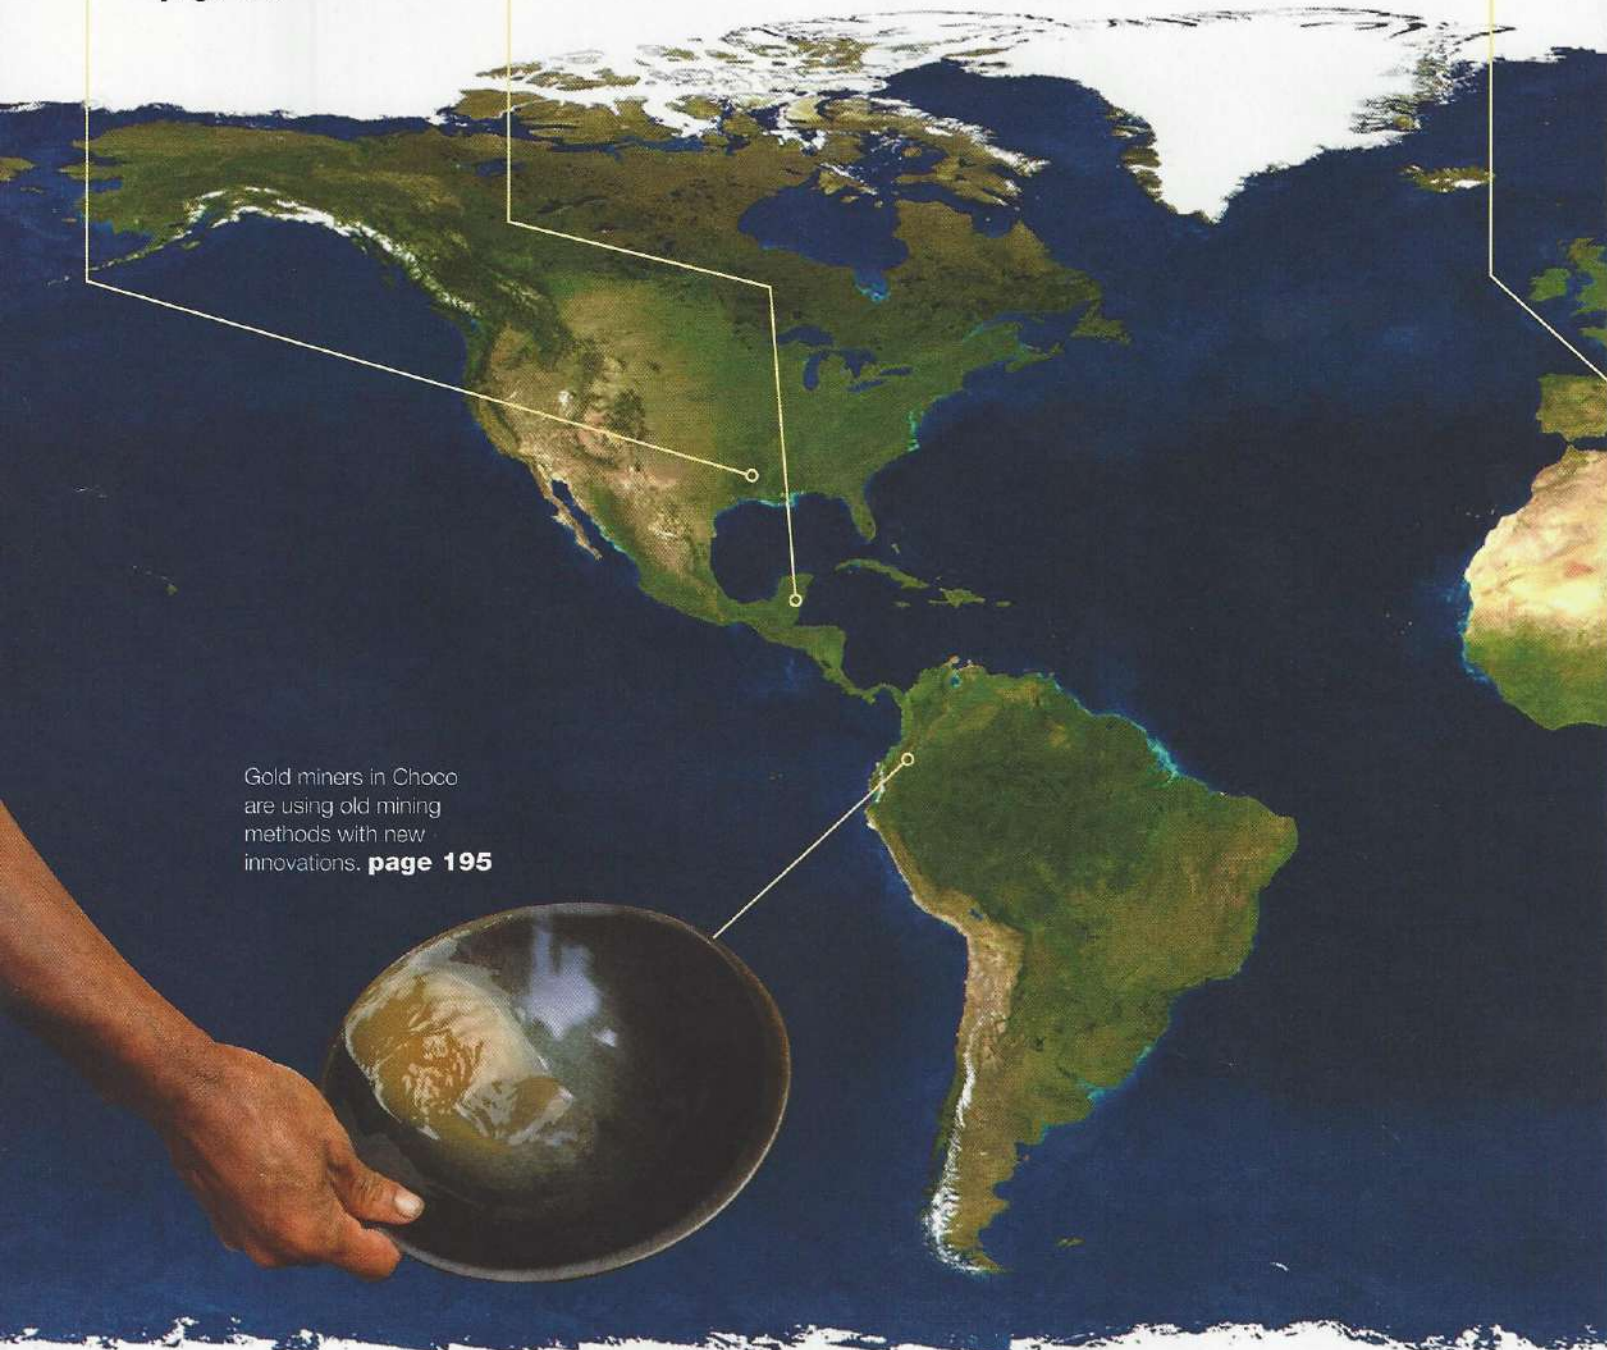 Gold miners in Choco
are using old mining
methods with new
innovations. page 195